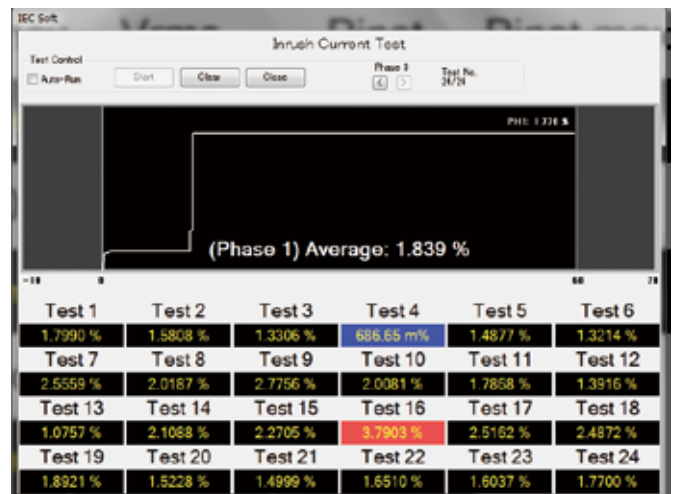 IEC Soft
Inrush Current Test
Test Control
Auto-Run
Start Clear Close
Phase
< >
Test No.
24/24
(Phase 1) Average: 1.839 %
-10 0 60 70
Test 1 Test 2 Test 3 Test 4 Test 5 Test 6
1.7990 % 1.5808 % 1.3306 % 686.65 m% 1.4877 % 1.3214 %
Test 7 Test 8 Test 9 Test 10 Test 11 Test 12
2.5559 % 2.0187 % 2.7756 % 2.0081 % 1.7868 % 1.3916 %
Test 13 Test 14 Test 15 Test 16 Test 17 Test 18
1.0757 % 2.1088 % 2.2705 % 3.7903 % 2.5162 % 2.4872 %
Test 19 Test 20 Test 21 Test 22 Test 23 Test 24
1.8921 % 1.5228 % 1.4999 % 1.6510 % 1.6037 % 1.7700 %